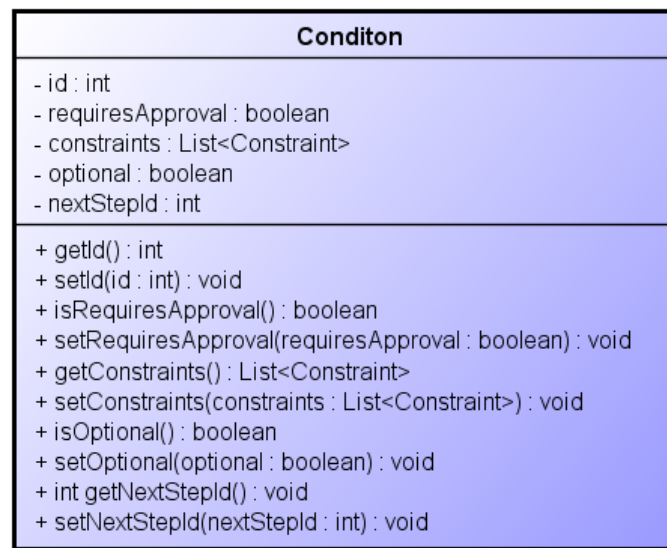 Conditon
- id : int
- requiresApproval : boolean
- constraints : List<Constraint>
- optional : boolean
- nextStepId : int
+ getId() : int
+ setId(id : int) : void
+ isRequiresApproval() : boolean
+ setRequiresApproval(requiresApproval : boolean) : void
+ getConstraints() : List<Constraint>
+ setConstraints(constraints : List<Constraint>) : void
+ isOptional() : boolean
+ setOptional(optional : boolean) : void
+ int getNextStepId() : void
+ setNextStepId(nextStepId : int) : void